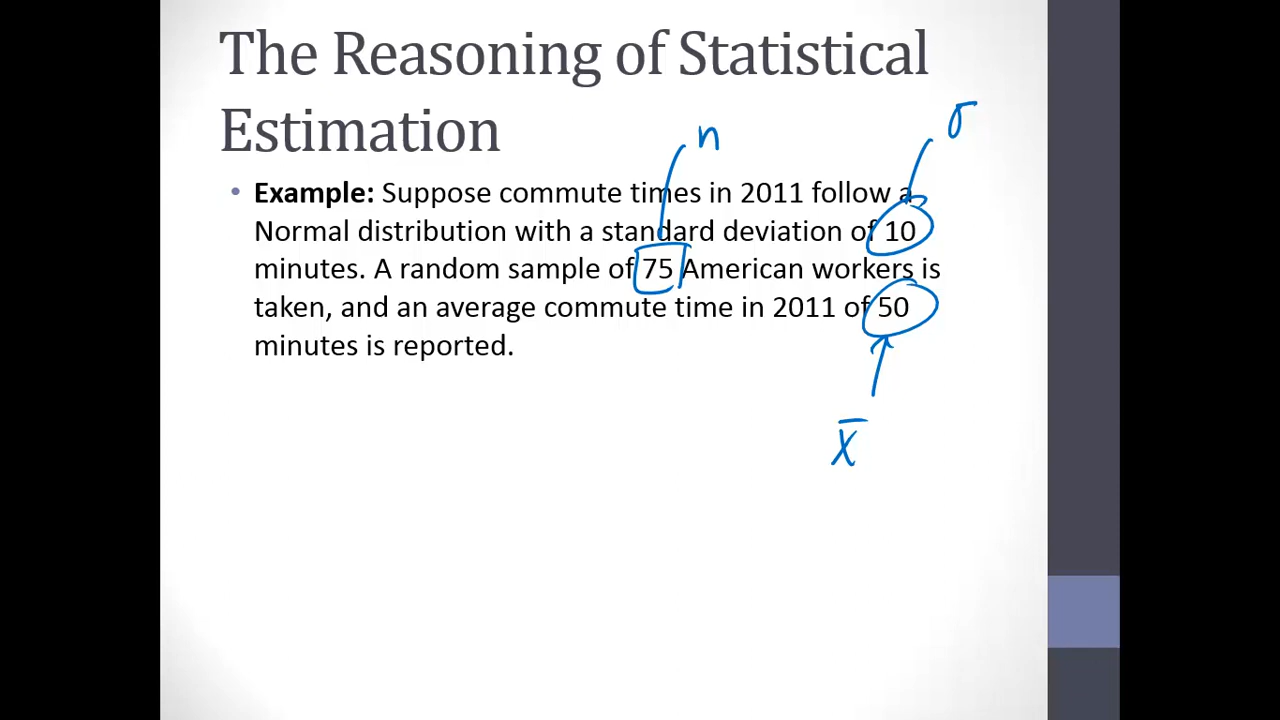 The Reasoning of Statistical
Estimation
n
σ
• Example: Suppose commute times in 2011 follow a
Normal distribution with a standard deviation of 10
minutes. A random sample of 75 American workers is
taken, and an average commute time in 2011 of 50
minutes is reported.
x̄